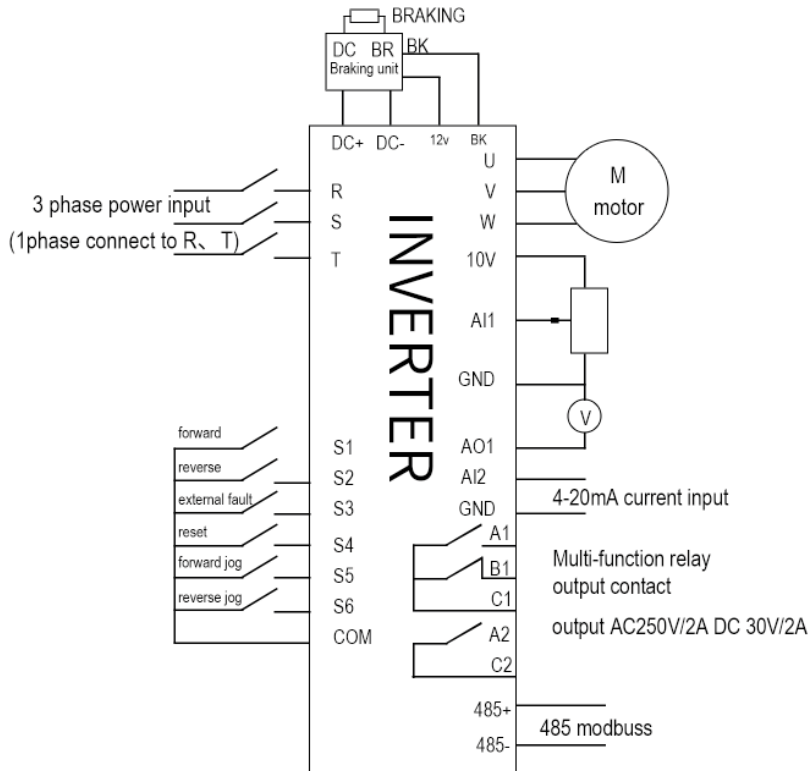 BRAKING
DC BR BK
Braking unit
DC+ DC- 12v BK
U
V
W
M
motor
R
S
T
3 phase power input
(1phase connect to R、T)
INVERTER
10V
AI1
GND
V
AO1
AI2
GND
4-20mA current input
forward
S1
reverse
S2
external fault
S3
reset
S4
forward jog
S5
reverse jog
S6
COM
A1
B1
C1
A2
C2
Multi-function relay
output contact
output AC250V/2A DC 30V/2A
485+
485-
485 modbuss